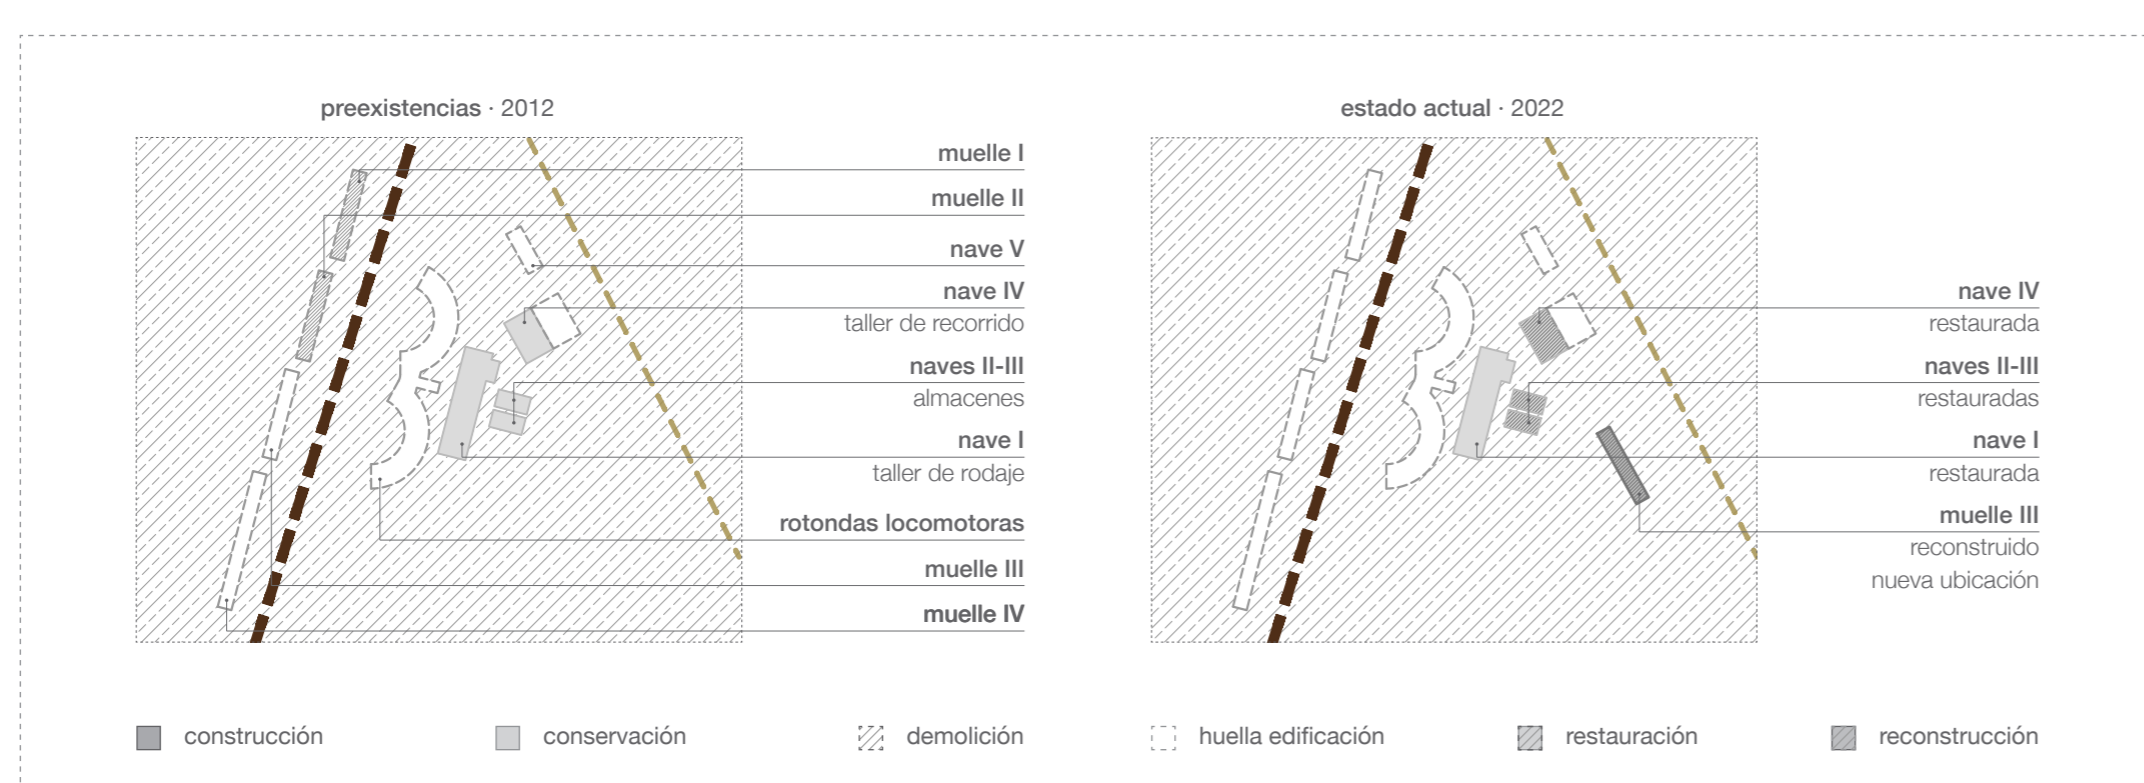 preexistencias · 2012
muelle I
muelle II
nave V
nave IV
taller de recorrido
naves II-III
almacenes
nave I
taller de rodaje
rotondas locomotoras
muelle III
muelle IV
estado actual · 2022
nave IV
restaurada
naves II-III
restauradas
nave I
restaurada
muelle III
reconstruido
nueva ubicación
construcción
conservación
demolición
huella edificación
restauración
reconstrucción